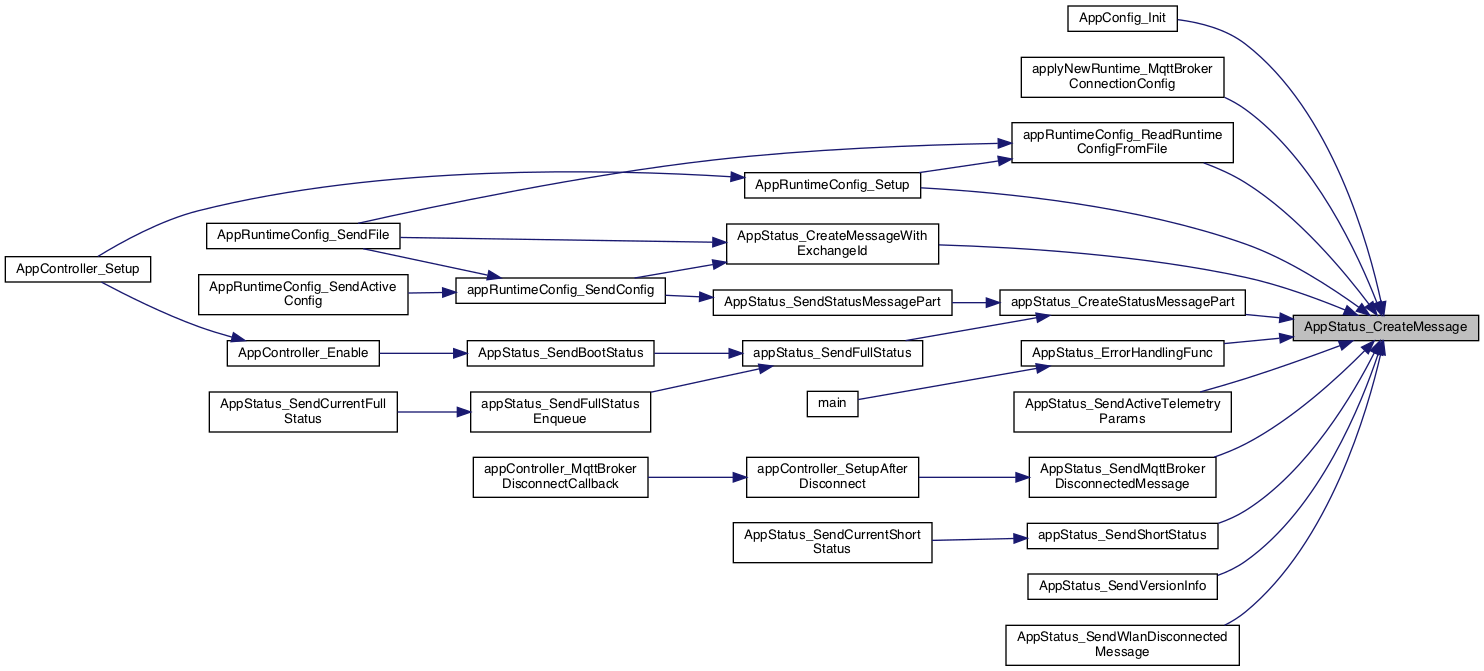 AppConfig_Init
applyNewRuntime_MqttBroker
ConnectionConfig
appRuntimeConfig_ReadRuntime
ConfigFromFile
AppRuntimeConfig_Setup
AppRuntimeConfig_SendFile
AppStatus_CreateMessageWith
ExchangeId
AppController_Setup
AppRuntimeConfig_SendActive
Config
appRuntimeConfig_SendConfig
AppStatus_SendStatusMessagePart
appStatus_CreateStatusMessagePart
AppStatus_CreateMessage
AppController_Enable
AppStatus_SendBootStatus
appStatus_SendFullStatus
AppStatus_ErrorHandlingFunc
AppStatus_SendCurrentFull
Status
appStatus_SendFullStatus
Enqueue
main
AppStatus_SendActiveTelemetry
Params
appController_MqttBroker
DisconnectCallback
appController_SetupAfter
Disconnect
AppStatus_SendMqttBroker
DisconnectedMessage
AppStatus_SendCurrentShort
Status
appStatus_SendShortStatus
AppStatus_SendVersionInfo
AppStatus_SendWlanDisconnected
Message